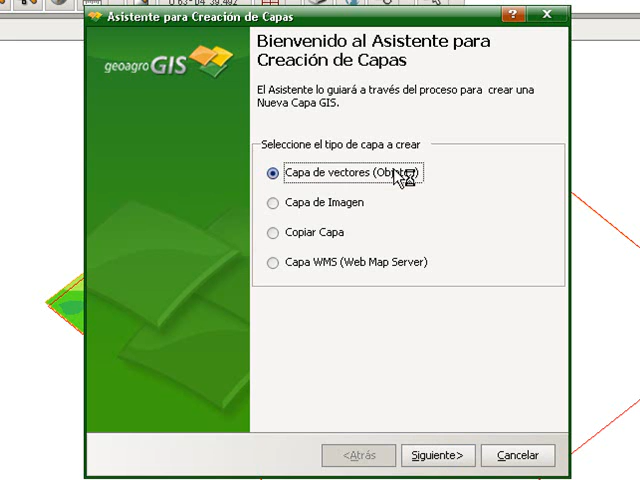 Asistente para Creación de Capas
geoagro GIS
Bienvenido al Asistente para
Creación de Capas
El Asistente lo guiará a través del proceso para crear una
Nueva Capa GIS.
Seleccione el tipo de capa a crear
Capa de vectores
Capa de Imagen
Copiar Capa
Capa WMS (Web Map Server)
<Atrás
Siguiente>
Cancelar